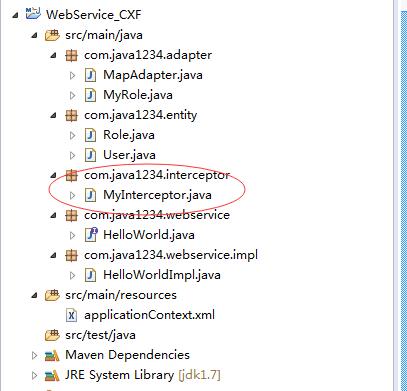 WebService_CXF
src/main/java
com.java1234.adapter
MapAdapter.java
MyRole.java
com.java1234.entity
Role.java
User.java
com.java1234.interceptor
MyInterceptor.java
com.java1234.webservice
HelloWorld.java
com.java1234.webservice.impl
HelloWorldImpl.java
src/main/resources
applicationContext.xml
src/test/java
Maven Dependencies
JRE System Library [jdk1.7]